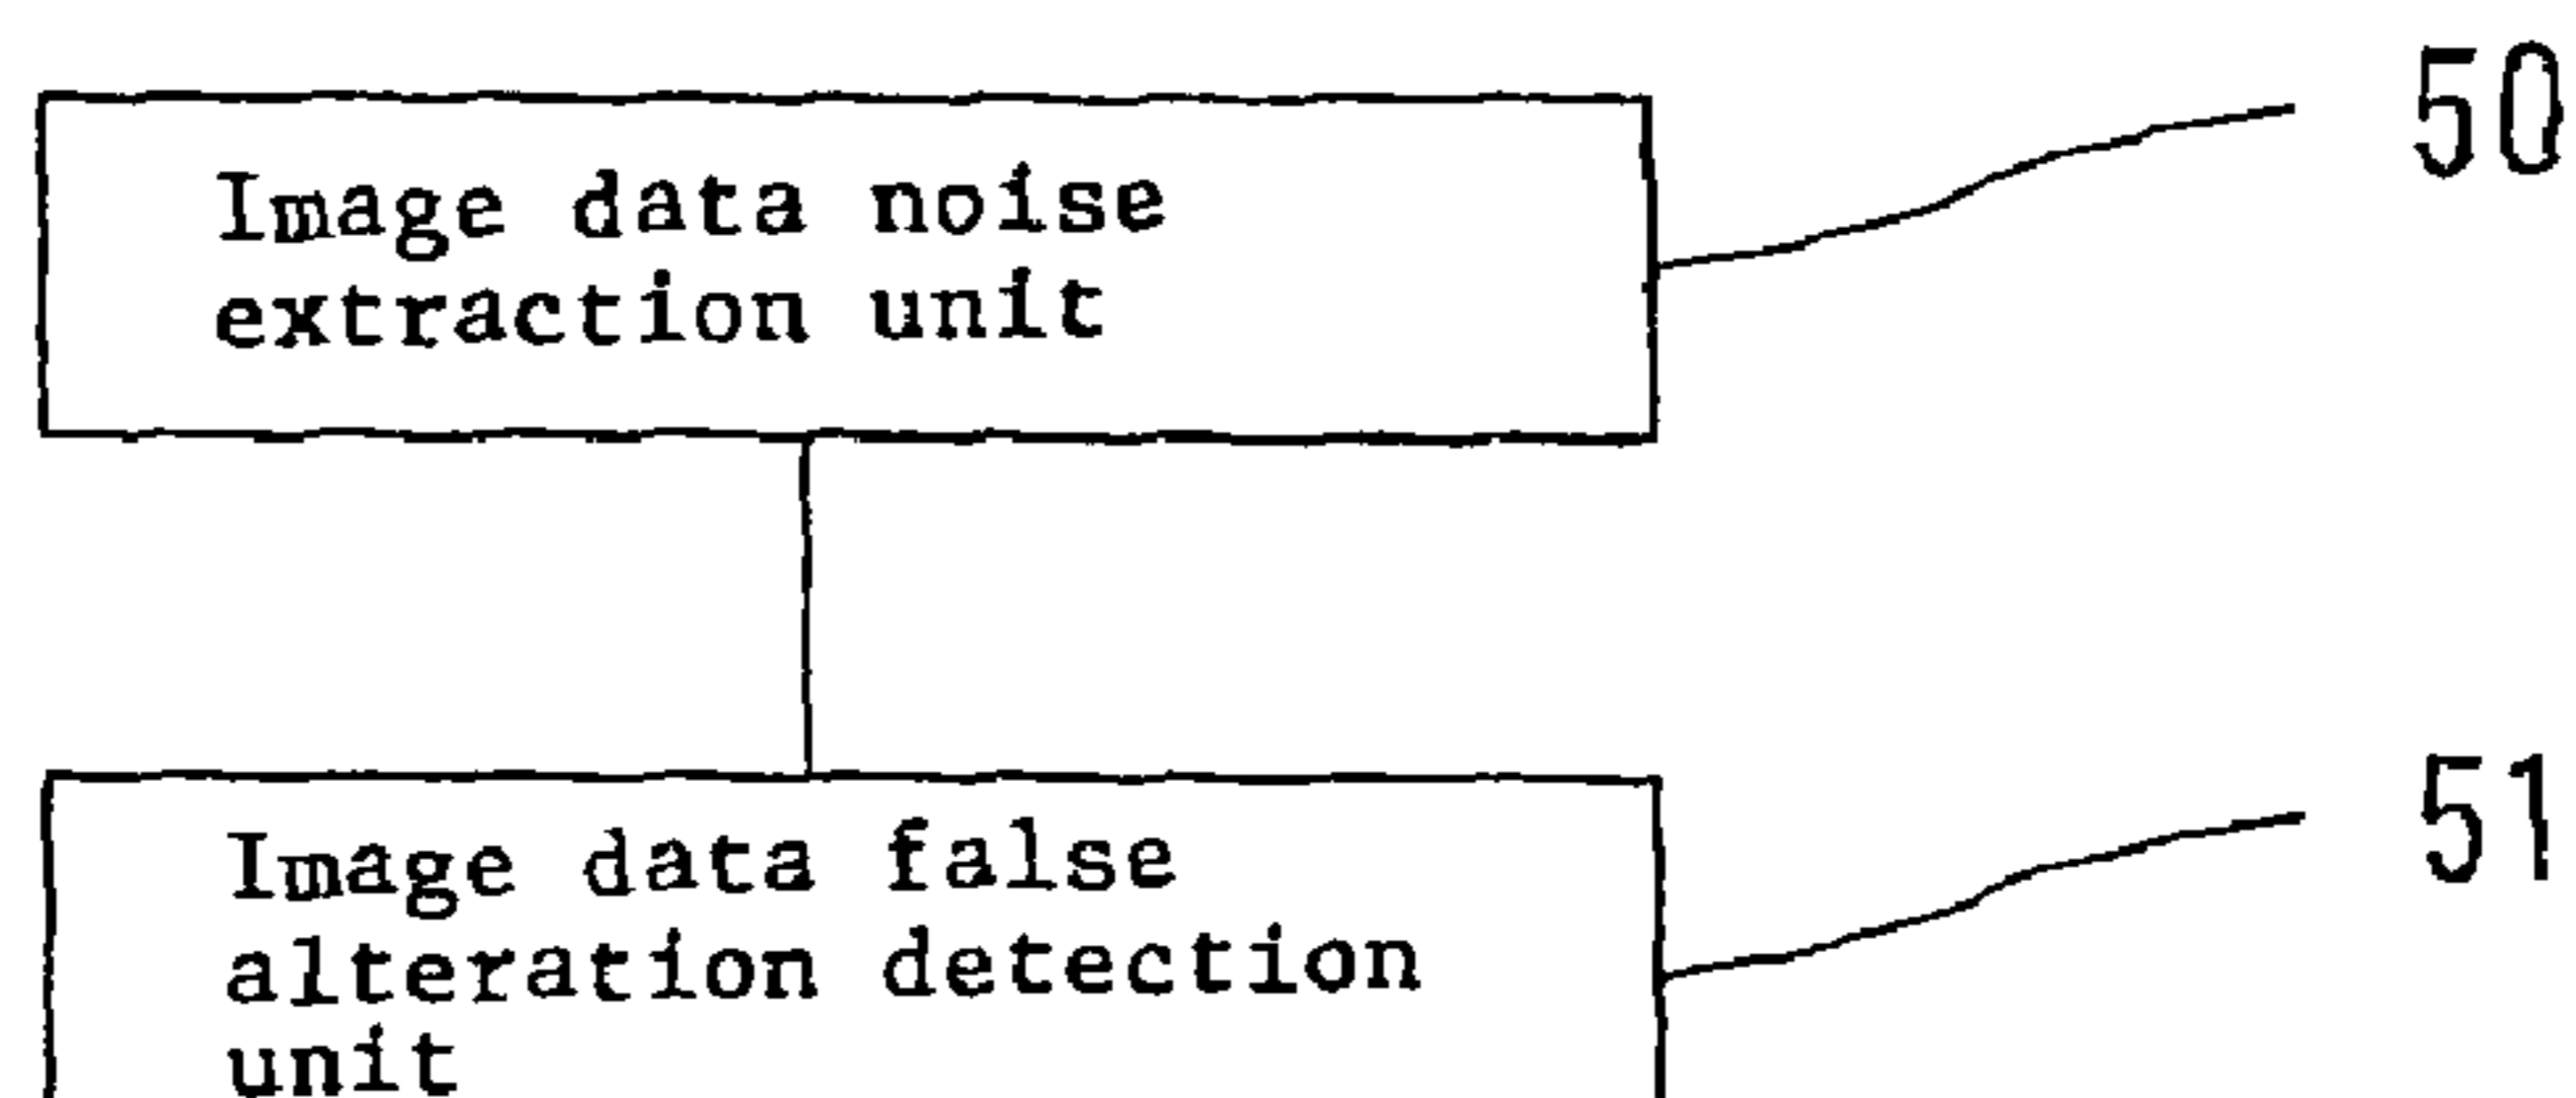 50
Image data noise
extraction unit
51
Image data false
alteration detection
unit